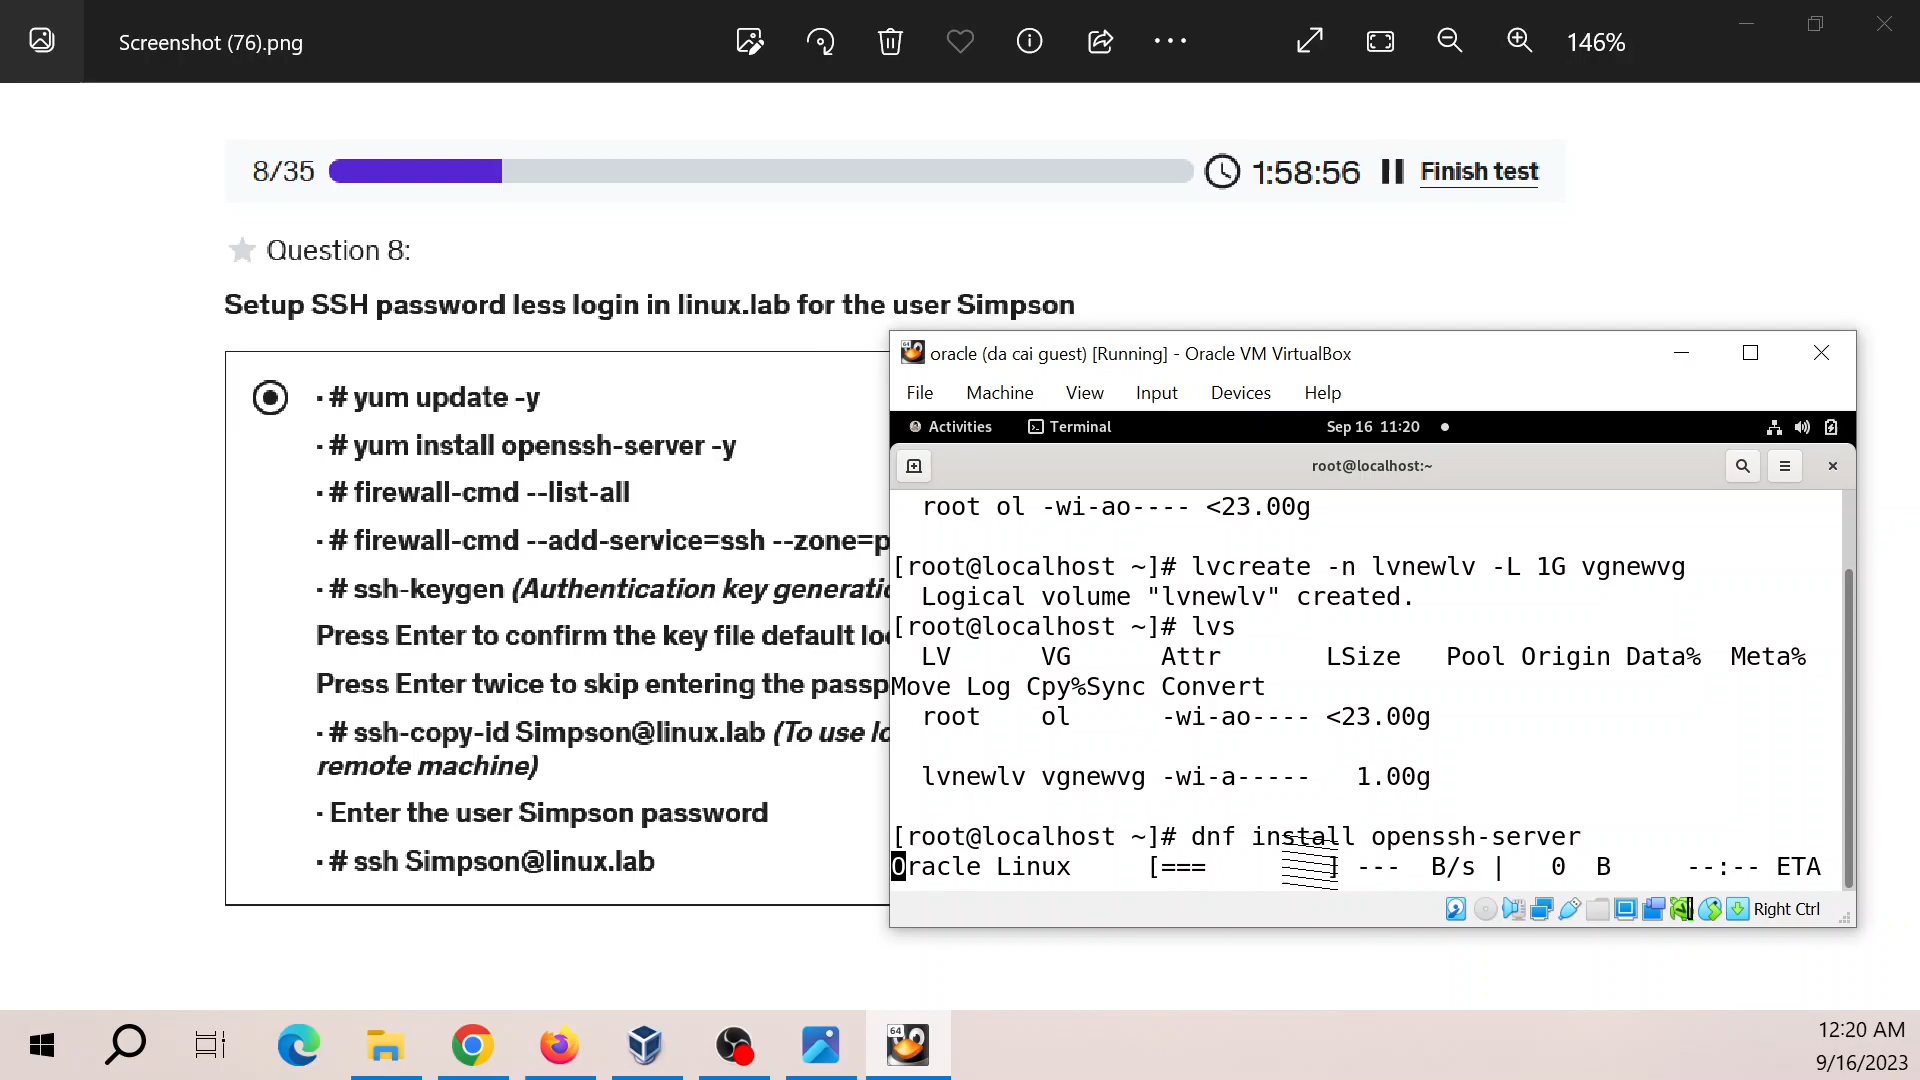 Screenshot (76).png
146%
8/35
1:58:56
Finish test
Question 8:
Setup SSH password less login in linux.lab for the user Simpson
· # yum update -y
· # yum install openssh-server -y
· # firewall-cmd --list-all
· # firewall-cmd --add-service=ssh --zone=p
· # ssh-keygen (Authentication key generatio
Press Enter to confirm the key file default loc
Press Enter twice to skip entering the passp
· # ssh-copy-id Simpson@linux.lab (To use lo
remote machine)
· Enter the user Simpson password
· # ssh Simpson@linux.lab
64
oracle (da cai guest) [Running] - Oracle VM VirtualBox
File Machine View Input Devices Help
Activities Terminal Sep 16 11:20
root@localhost:~
root ol -wi-ao---- <23.00g
[root@localhost ~]# lvcreate -n lvnewlv -L 1G vgnewvg
Logical volume "lvnewlv" created.
[root@localhost ~]# lvs
LV VG Attr LSize Pool Origin Data% Meta%
Move Log Cpy%Sync Convert
root ol -wi-ao---- <23.00g
lvnewlv vgnewvg -wi-a----- 1.00g
[root@localhost ~]# dnf install openssh-server
Oracle Linux [=== ] --- B/s | 0 B --:-- ETA
Right Ctrl
64
12:20 AM
9/16/2023